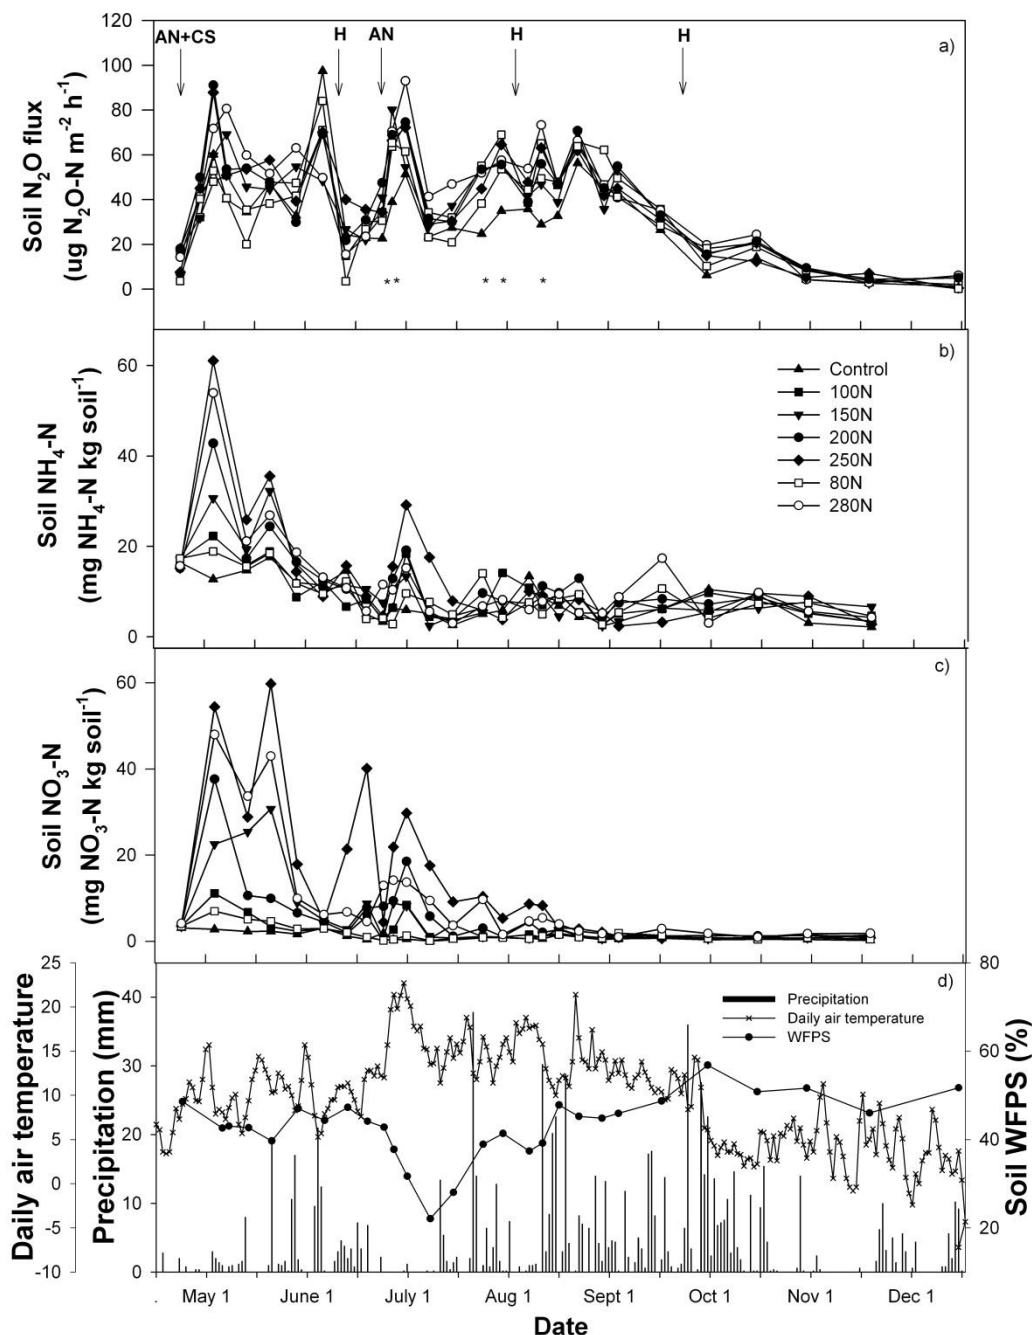 120
100
80
60
40
20
0
Soil N₂O flux
(ug N₂O-N m⁻² h⁻¹)
AN+CS
H
AN
H
H
a)
* * * * *
60
40
20
0
Soil NH₄-N
(mg NH₄-N kg soil⁻¹)
b)
Control
100N
150N
200N
250N
80N
280N
60
40
20
0
Soil NO₃-N
(mg NO₃-N kg soil⁻¹)
c)
25
20
15
10
5
0
-5
-10
Daily air temperature
40
30
20
10
0
Precipitation (mm)
d)
Precipitation
Daily air temperature
WFPS
80
60
40
20
Soil WFPS (%)
May 1
June 1
July 1
Aug 1
Sept 1
Oct 1
Nov 1
Dec 1
Date